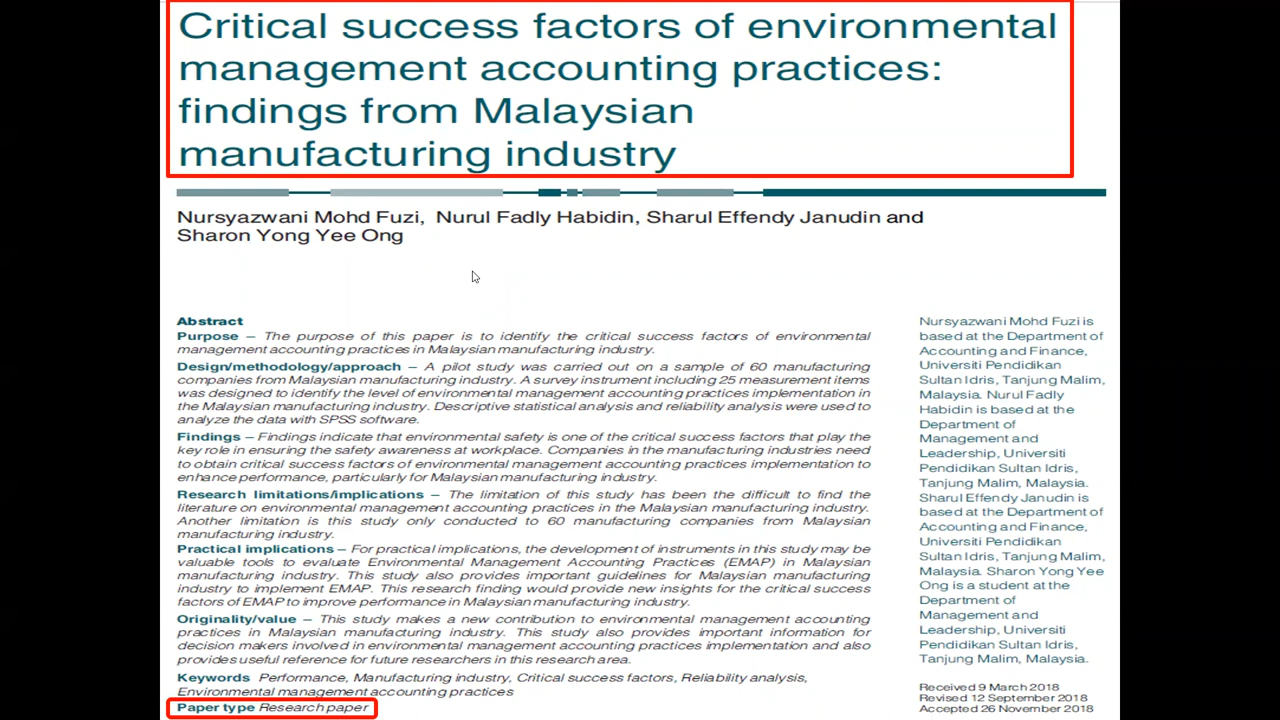 Critical success factors of environmental
management accounting practices:
findings from Malaysian
manufacturing industry
Nursyazwani Mohd Fuzi, Nurul Fadly Habidin, Sharul Effendy Janudin and
Sharon Yong Yee Ong
Abstract
Purpose – The purpose of this paper is to identify the critical success factors of environmental
management accounting practices in Malaysian manufacturing industry.
Design/methodology/approach – A pilot study was carried out on a sample of 60 manufacturing
companies from Malaysian manufacturing industry. A survey instrument including 25 measurement items
was designed to identify the level of environmental management accounting practices implementation in
the Malaysian manufacturing industry. Descriptive statistical analysis and reliability analysis were used to
analyze the data with SPSS software.
Findings – Findings indicate that environmental safety is one of the critical success factors that play the
key role in ensuring the safety awareness at workplace. Companies in the manufacturing industries need
to obtain critical success factors of environmental management accounting practices implementation to
enhance performance, particularly for Malaysian manufacturing industry.
Research limitations/implications – The limitation of this study has been the difficult to find the
literature on environmental management accounting practices in the Malaysian manufacturing industry.
Another limitation is this study only conducted to 60 manufacturing companies from Malaysian
manufacturing industry.
Practical implications – For practical implications, the development of instruments in this study may be
valuable tools to evaluate Environmental Management Accounting Practices (EMAP) in Malaysian
manufacturing industry. This study also provides important guidelines for Malaysian manufacturing
industry to implement EMAP. This research finding would provide new insights for the critical success
factors of EMAP to improve performance in Malaysian manufacturing industry.
Originality/value – This study makes a new contribution to environmental management accounting
practices in Malaysian manufacturing industry. This study also provides important information for
decision makers involved in environmental management accounting practices implementation and also
provides useful reference for future researchers in this research area.
Keywords Performance, Manufacturing industry, Critical success factors, Reliability analysis,
Environmental management accounting practices
Paper type Research paper
Nursyazwani Mohd Fuzi is
based at the Department of
Accounting and Finance,
Universiti Pendidikan
Sultan Idris, Tanjung Malim,
Malaysia. Nurul Fadly
Habidin is based at the
Department of
Management and
Leadership, Universiti
Pendidikan Sultan Idris,
Tanjung Malim, Malaysia.
Sharul Effendy Janudin is
based at the Department of
Accounting and Finance,
Universiti Pendidikan
Sultan Idris, Tanjung Malim,
Malaysia. Sharon Yong Yee
Ong is a student at the
Department of
Management and
Leadership, Universiti
Pendidikan Sultan Idris,
Tanjung Malim, Malaysia.
Received 9 March 2018
Revised 12 September 2018
Accepted 26 November 2018